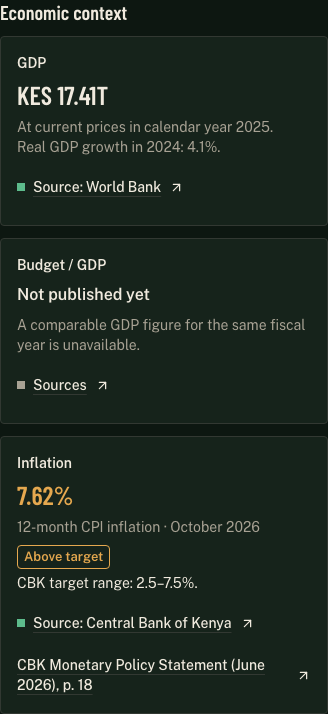 Economic context
GDP
KES 17.41T
At current prices in calendar year 2025.
Real GDP growth in 2024: 4.1%.
Source: World Bank
Budget / GDP
Not published yet
A comparable GDP figure for the same fiscal
year is unavailable.
Sources
Inflation
7.62%
12-month CPI inflation · October 2026
Above target
CBK target range: 2.5–7.5%.
Source: Central Bank of Kenya
CBK Monetary Policy Statement (June
2026), p. 18